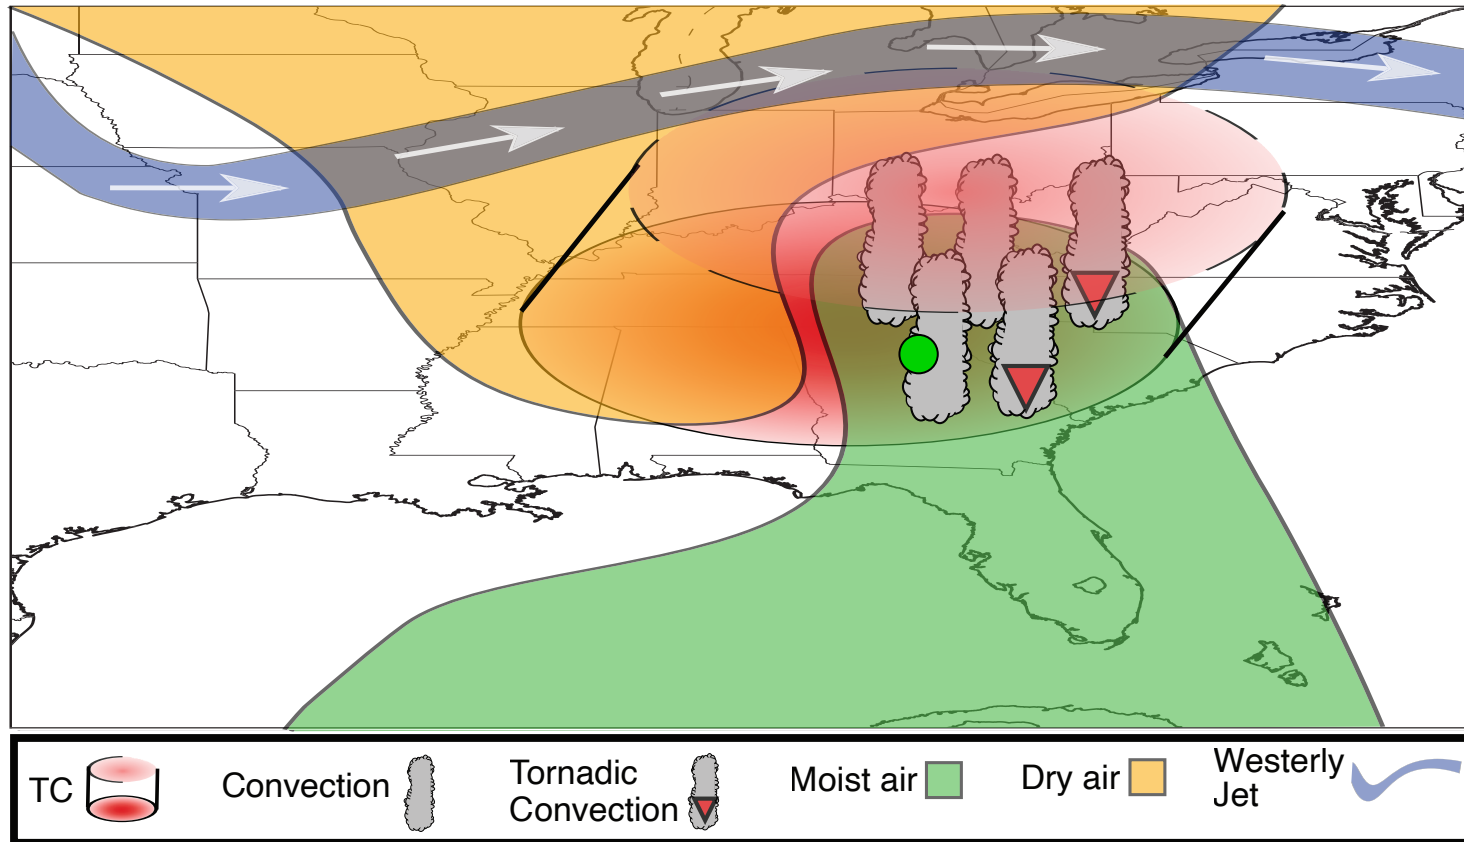 TC
Convection
Tornadic
Convection
Moist air
Dry air
Westerly
Jet